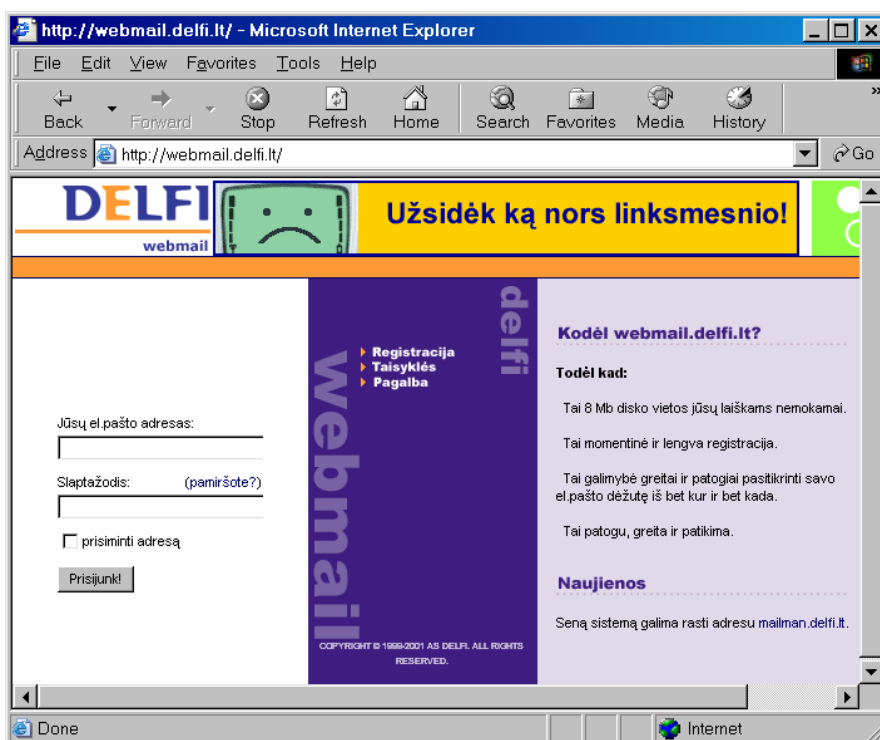 http://webmail.delfi.lt/ - Microsoft Internet Explorer
File Edit View Favorites Tools Help
Back Forward Stop Refresh Home Search Favorites Media History »
Address http://webmail.delfi.lt/ Go
DELFI
webmail
Užsidėk ką nors linksmesnio!
Jūsų el.pašto adresas:
Slaptažodis: (pamiršote?)
prisiminti adresą
Prisijunk!
delfi
webmail
Registracija
Taisyklės
Pagalba
COPYRIGHT © 1999-2001 AS DELFI. ALL RIGHTS
RESERVED.
Kodėl webmail.delfi.lt?
Todėl kad:
Tai 8 Mb disko vietos jūsų laiškams nemokamai.
Tai momentinė ir lengva registracija.
Tai galimybė greitai ir patogiai pasitikrinti savo
el.pašto dėžutę iš bet kur ir bet kada.
Tai patogu, greita ir patikima.
Naujienos
Seną sistemą galima rasti adresu mailman.delfi.lt.
Done Internet